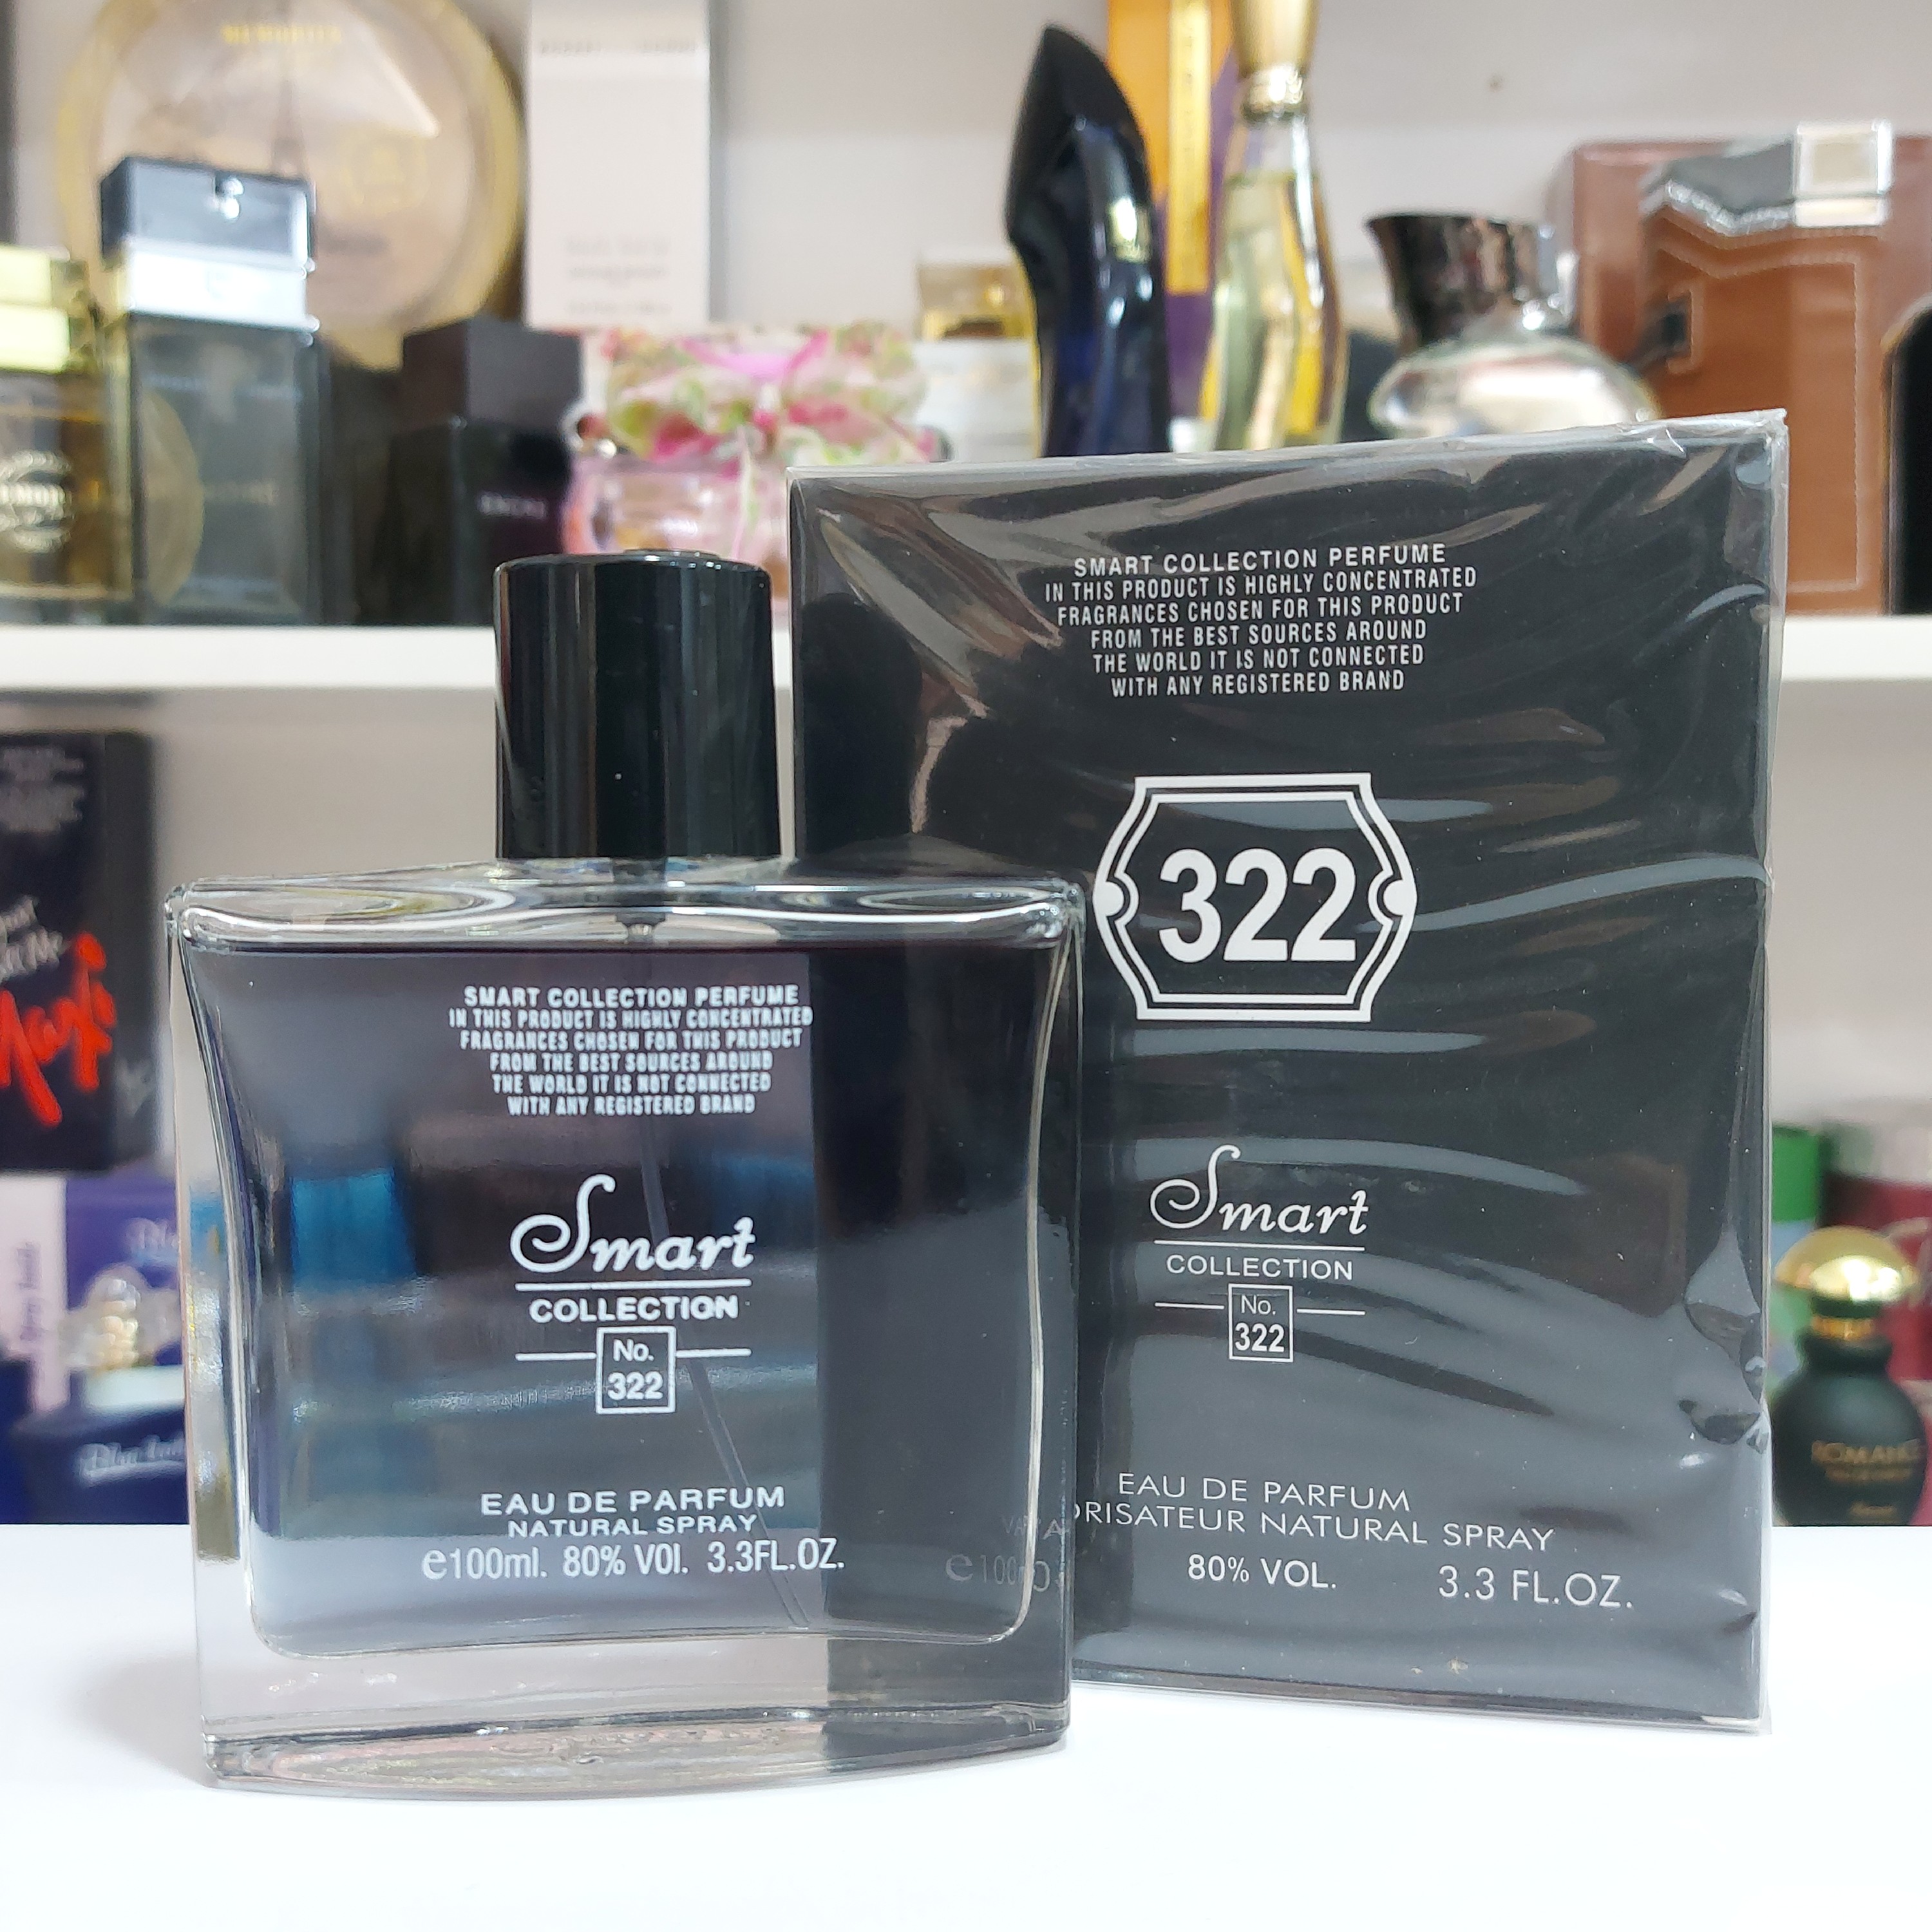 MEMORIES
SMART COLLECTION PERFUME
IN THIS PRODUCT IS HIGHLY CONCENTRATED
FRAGRANCES CHOSEN FOR THIS PRODUCT
FROM THE BEST SOURCES AROUND
THE WORLD IT IS NOT CONNECTED
WITH ANY REGISTERED BRAND
322
Smart
COLLECTION
No.
322
EAU DE PARFUM
ORISATEUR NATURAL SPRAY
80% VOL. 3.3 FL.OZ.
SMART COLLECTION PERFUME
IN THIS PRODUCT IS HIGHLY CONCENTRATED
FRAGRANCES CHOSEN FOR THIS PRODUCT
FROM THE BEST SOURCES AROUND
THE WORLD IT IS NOT CONNECTED
WITH ANY REGISTERED BRAND
Smart
COLLECTION
No.
322
EAU DE PARFUM
NATURAL SPRAY
e100ml. 80% VOl. 3.3FL.OZ.
ROMANCE